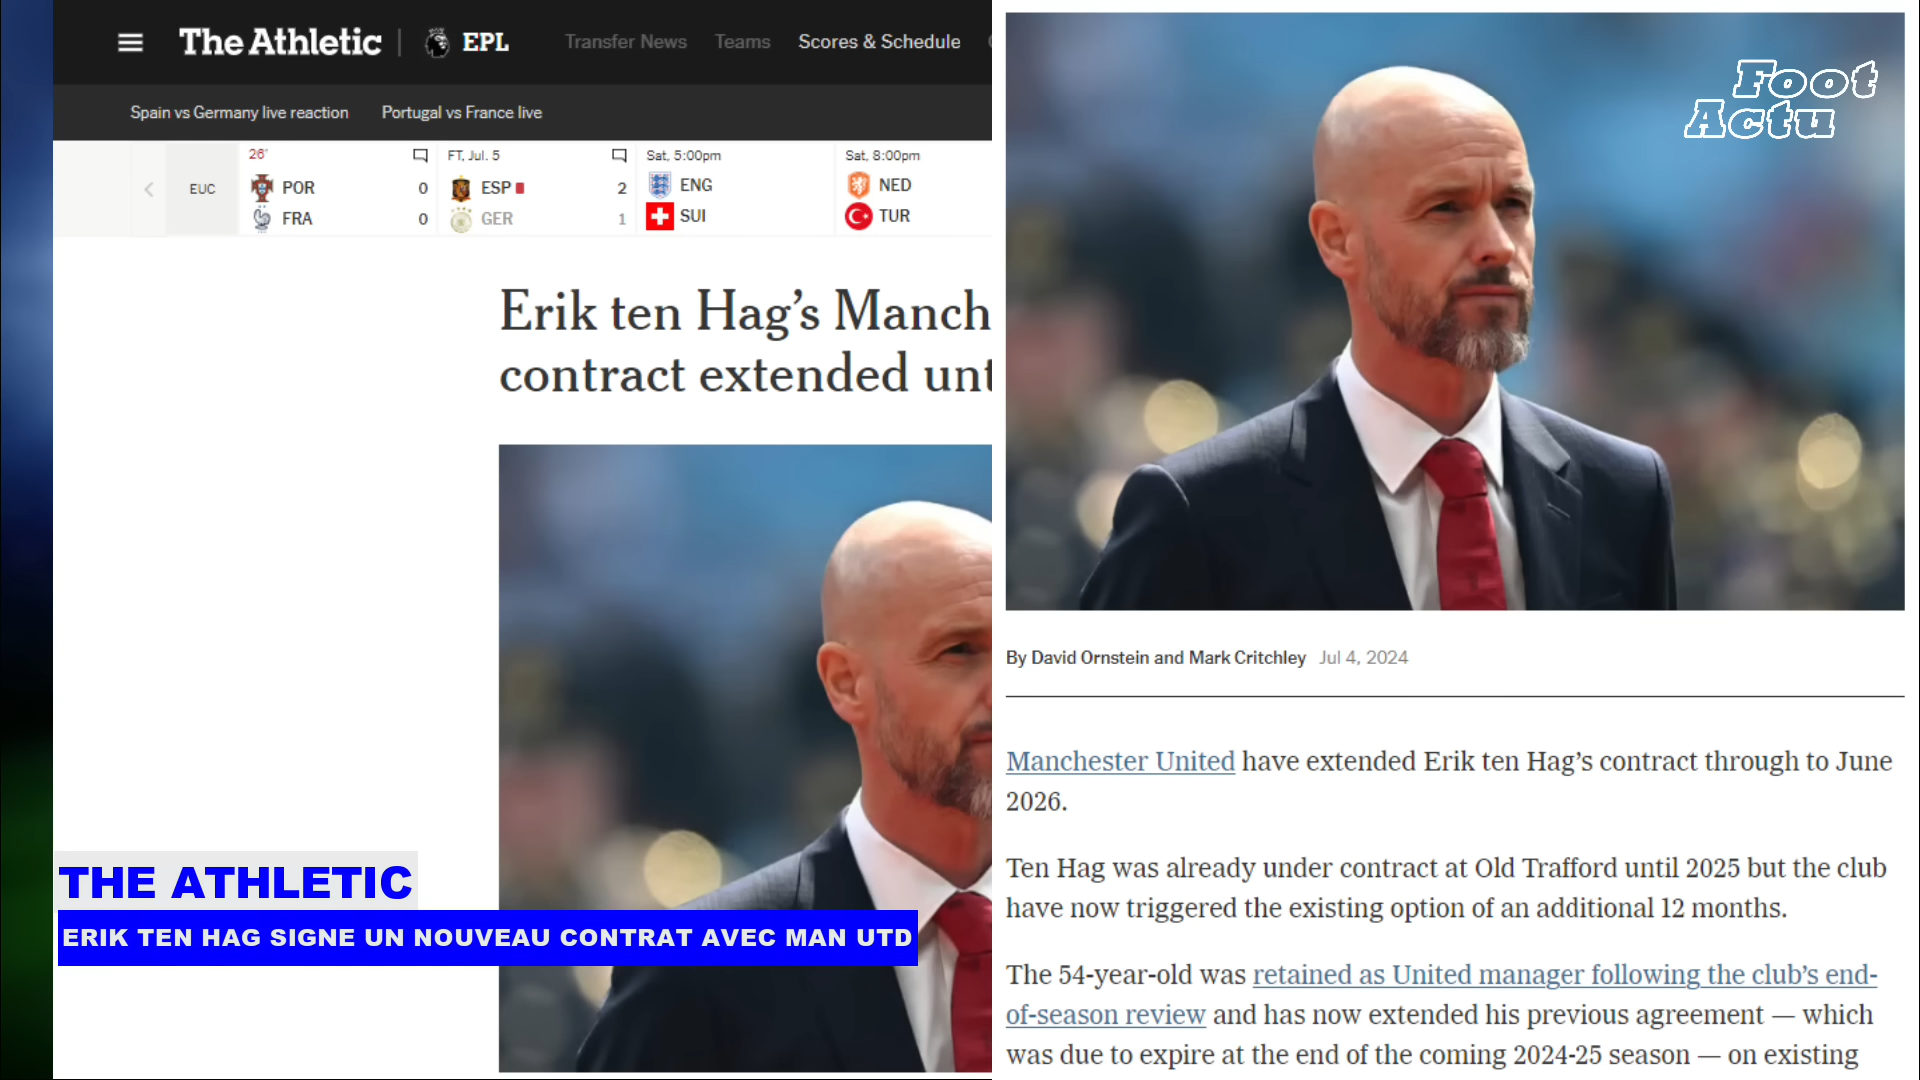 The Athletic
EPL
Transfer News
Teams
Scores & Schedule
Spain vs Germany live reaction
Portugal vs France live
EUC
26'
POR 0
FRA 0
FT, Jul. 5
ESP 2
GER 1
Sat, 5:00pm
ENG
SUI
Sat, 8:00pm
NED
TUR
Erik ten Hag’s Manch
contract extended unt
THE ATHLETIC
ERIK TEN HAG SIGNE UN NOUVEAU CONTRAT AVEC MAN UTD
Foot
Actu
By David Ornstein and Mark Critchley Jul 4, 2024
Manchester United have extended Erik ten Hag’s contract through to June
2026.
Ten Hag was already under contract at Old Trafford until 2025 but the club
have now triggered the existing option of an additional 12 months.
The 54-year-old was retained as United manager following the club’s end-
of-season review and has now extended his previous agreement — which
was due to expire at the end of the coming 2024-25 season — on existing